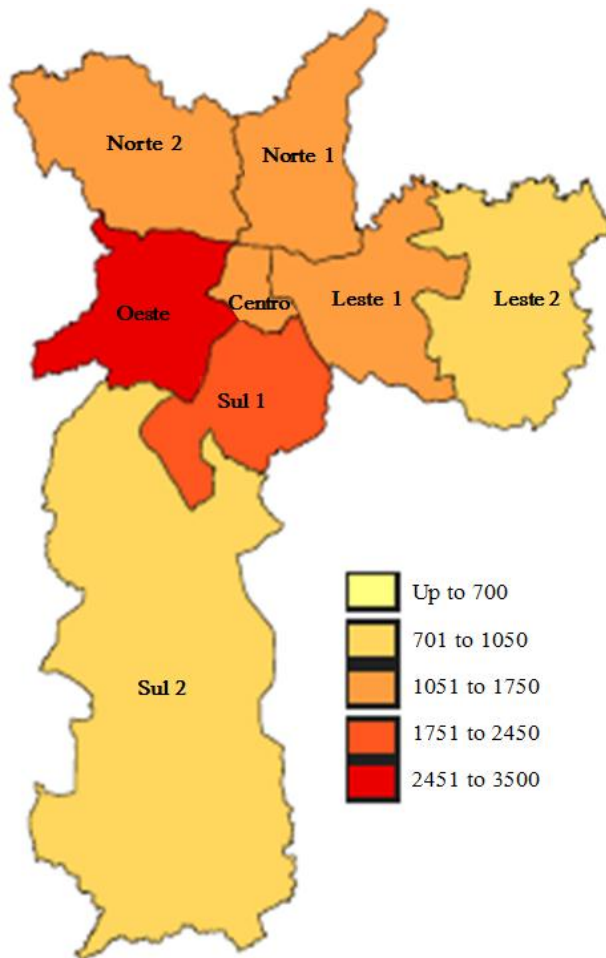 Norte 2
Norte 1
Oeste
Centro
Leste 1
Leste 2
Sul 1
Sul 2
Up to 700
701 to 1050
1051 to 1750
1751 to 2450
2451 to 3500